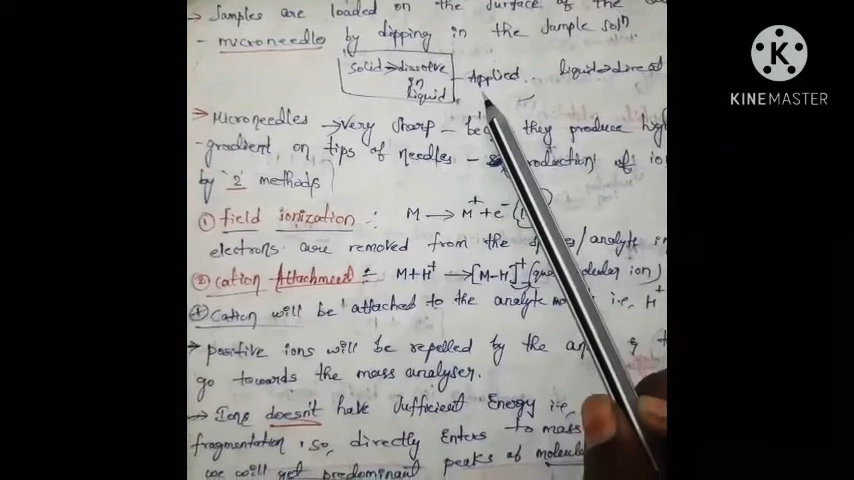 → Samples are loaded on the surface of the
- microneedle by dipping in the sample soln
solid → dissolve in liquid - Applied .. liquid → direct
→ Microneedles → very sharp - they produce
- gradient on tips of needles - production of
by '2' methods
① field ionization :- M → M⁺ + e⁻
electrons are removed from the / analyte
② cation Attachment :- M + H⁺ → [M-H]⁺ ion)
⊕ cation will be attached to the analyte i.e, H⁺
→ positive ions will be repelled by the
go towards the mass analyser.
→ Ions doesn't have sufficient Energy i.e,
fragmentation, so, directly Enters to mass
we will get predominant peaks of
K
KINEMASTER